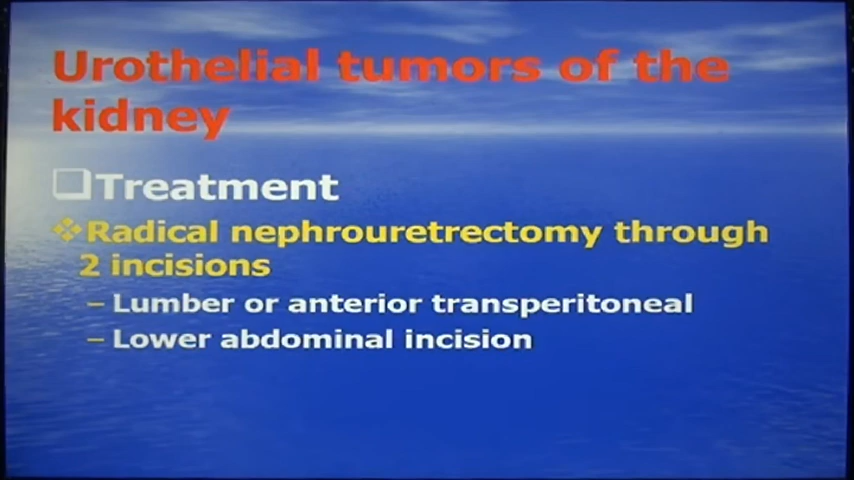 Urothelial tumors of the
kidney
Treatment
Radical nephrouretrectomy through
2 incisions
– Lumber or anterior transperitoneal
– Lower abdominal incision